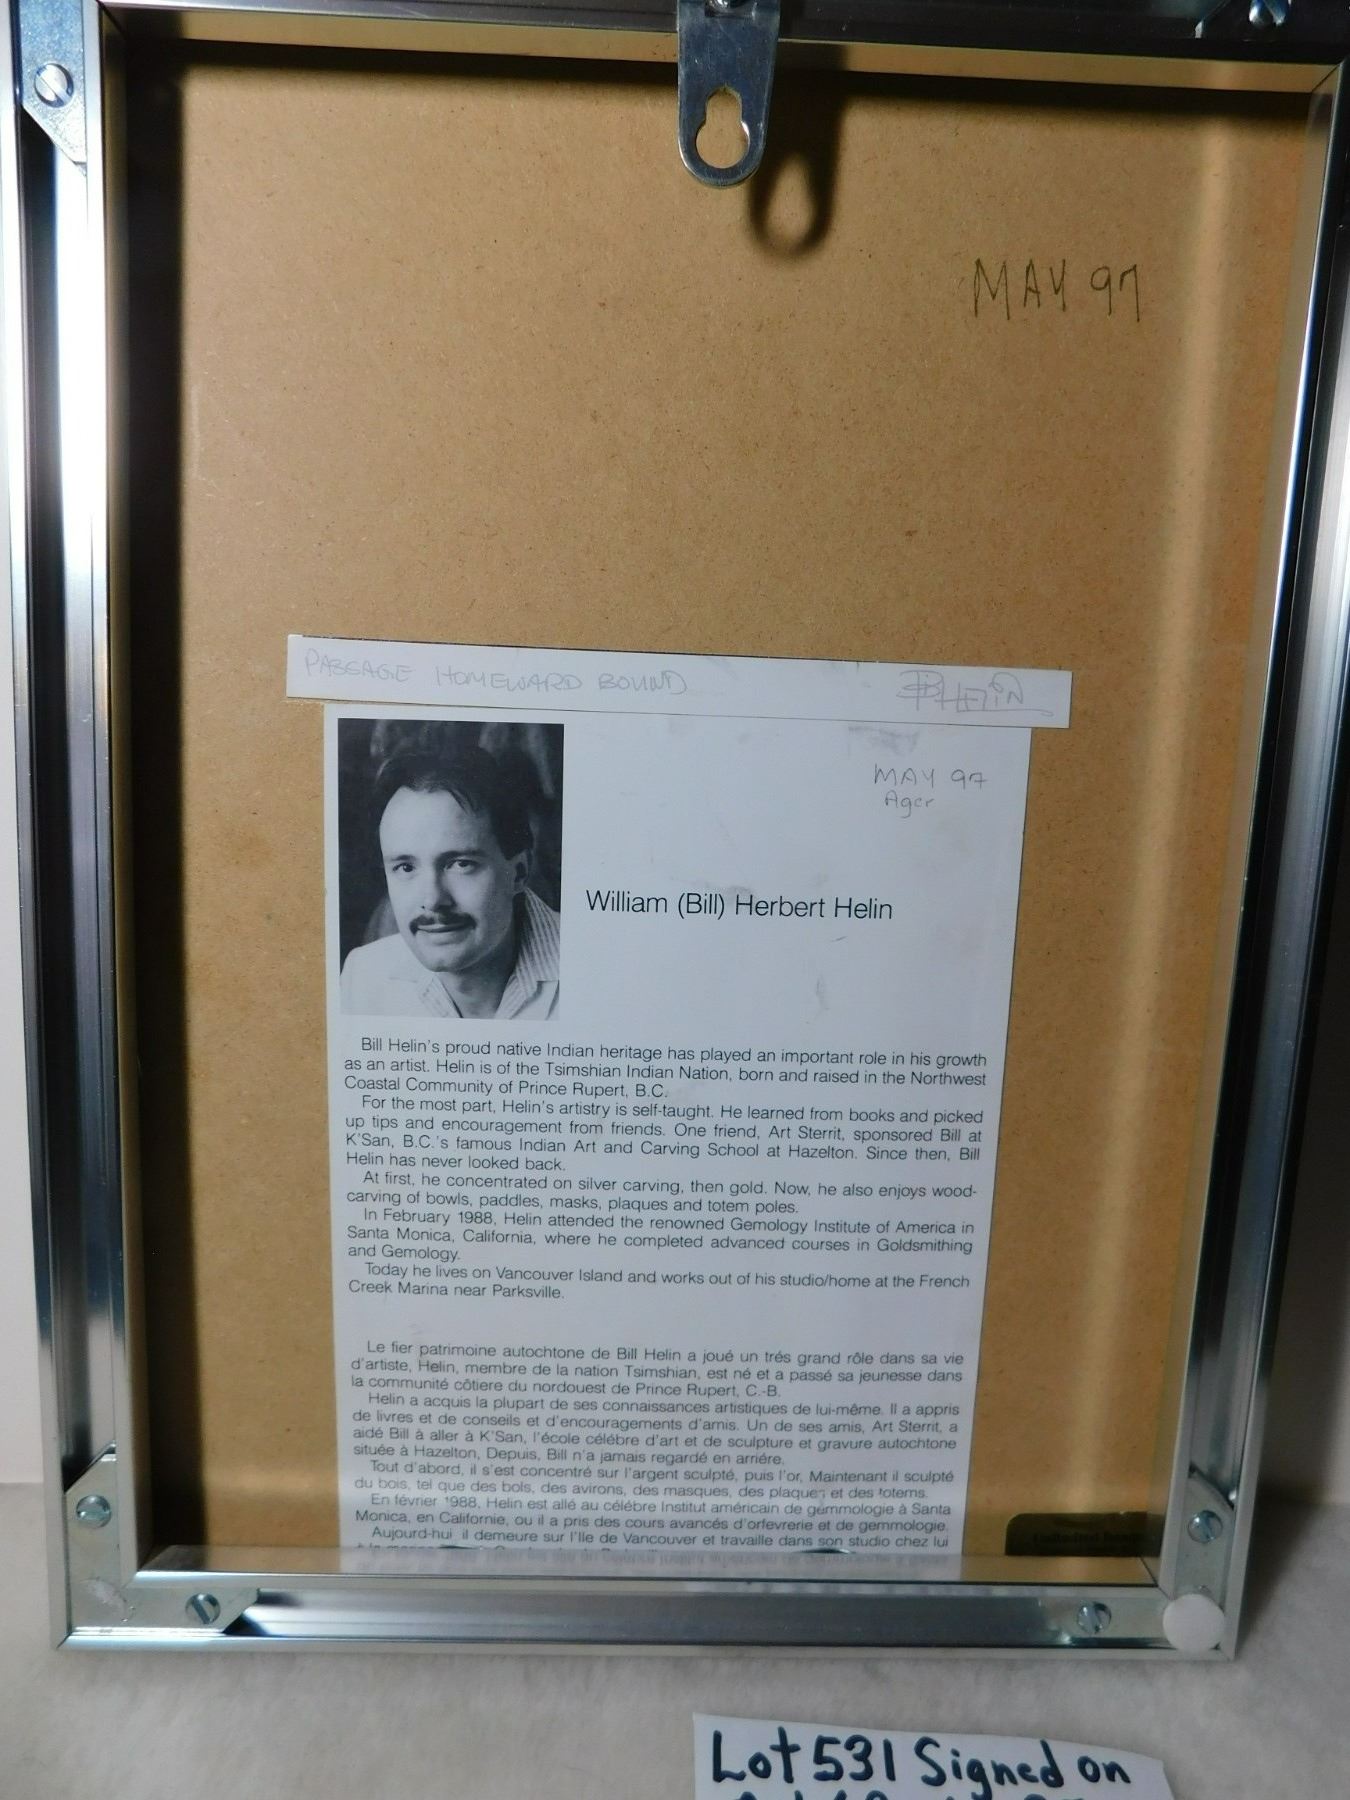 MAY 97
PASSAGE HOMEWARD BOUND
Bill Helin
MAY 97
Ager
William (Bill) Herbert Helin
Bill Helin's proud native Indian heritage has played an important role in his growth
as an artist. Helin is of the Tsimshian Indian Nation, born and raised in the Northwest
Coastal Community of Prince Rupert, B.C.
For the most part, Helin's artistry is self-taught. He learned from books and picked
up tips and encouragement from friends. One friend, Art Sterrit, sponsored Bill at
K'San, B.C.'s famous Indian Art and Carving School at Hazelton. Since then, Bill
Helin has never looked back.
At first, he concentrated on silver carving, then gold. Now, he also enjoys wood-
carving of bowls, paddles, masks, plaques and totem poles.
In February 1988, Helin attended the renowned Gemology Institute of America in
Santa Monica, California, where he completed advanced courses in Goldsmithing
and Gemology.
Today he lives on Vancouver Island and works out of his studio/home at the French
Creek Marina near Parksville.
Le fier patrimoine autochtone de Bill Helin a joué un trés grand rôle dans sa vie
d'artiste, Helin, membre de la nation Tsimshian, est né et a passé sa jeunesse dans
la communité côtiere du nordouest de Prince Rupert, C.-B.
Helin a acquis la plupart de ses connaissances artistiques de lui-même. Il a appris
de livres et de conseils et d'encouragements d'amis. Un de ses amis, Art Sterrit, a
aidé Bill à aller à K'San, l'école célébre d'art et de sculpture et gravure autochtone
située à Hazelton, Depuis, Bill n'a jamais regardé en arriére.
Tout d'abord, il s'est concentré sur l'argent sculpté, puis l'or, Maintenant il sculpté
du bois, tel que des bols, des avirons, des masques, des plaques et des totems.
En février 1988, Helin est allé au célébre Institut américain de gemmologie à Santa
Monica, en Californie, ou il a pris des cours avancés d'orfevrerie et de gemmologie.
Aujourd-hui il demeure sur l'Ile de Vancouver et travaille dans son studio chez lui
Lot 531 Signed on